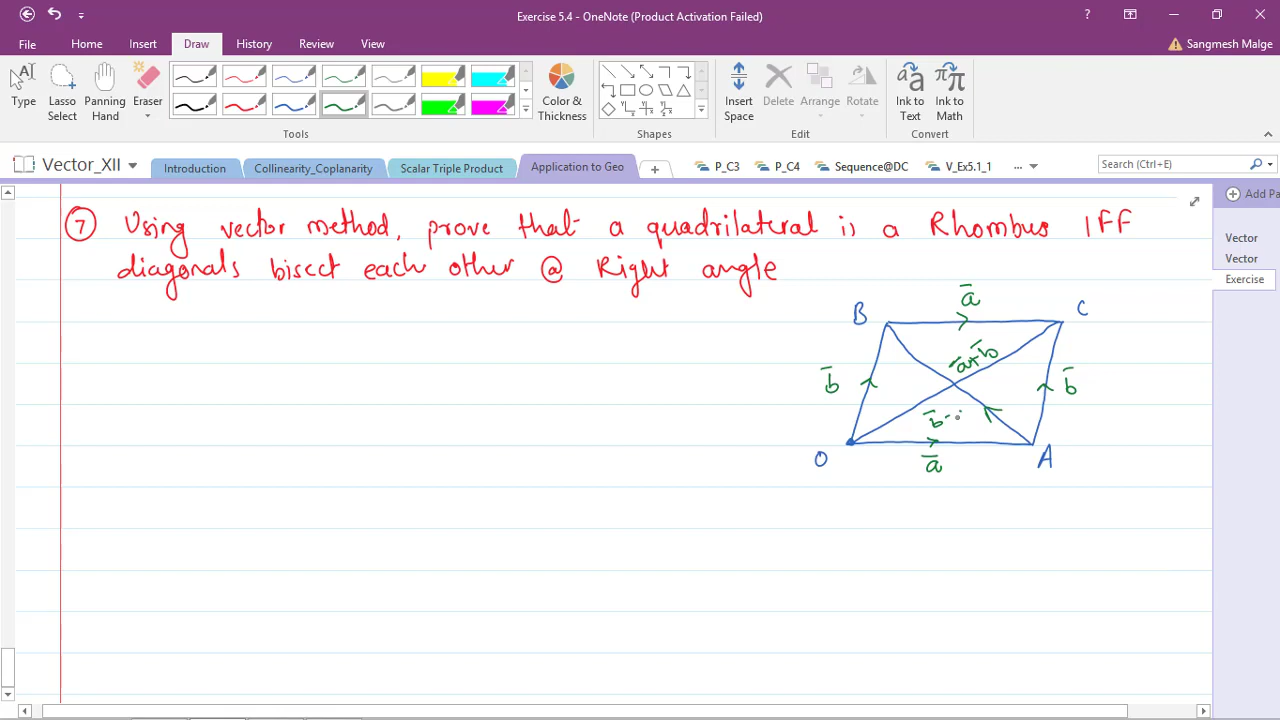 Exercise 5.4 - OneNote (Product Activation Failed)
?
File Home Insert Draw History Review View
Sangmesh Malge
Type
Lasso Select
Panning Hand
Eraser
Color & Thickness
Insert Space
Delete
Arrange
Rotate
Ink to Text
Ink to Math
Tools
Shapes
Edit
Convert
Vector_XII
Introduction
Collinearity_Coplanarity
Scalar Triple Product
Application to Geo
P_C3
P_C4
Sequence@DC
V_Ex5.1_1
...
Search (Ctrl+E)
Add Pa
Vector
Vector
Exercise
⑦ Using vector method, prove that a quadrilateral is a Rhombus IFF
diagonals bisect each other @ Right angle
a̅
B
C
a̅+b̅
b̅
b̅
b̅-
O
a̅
A